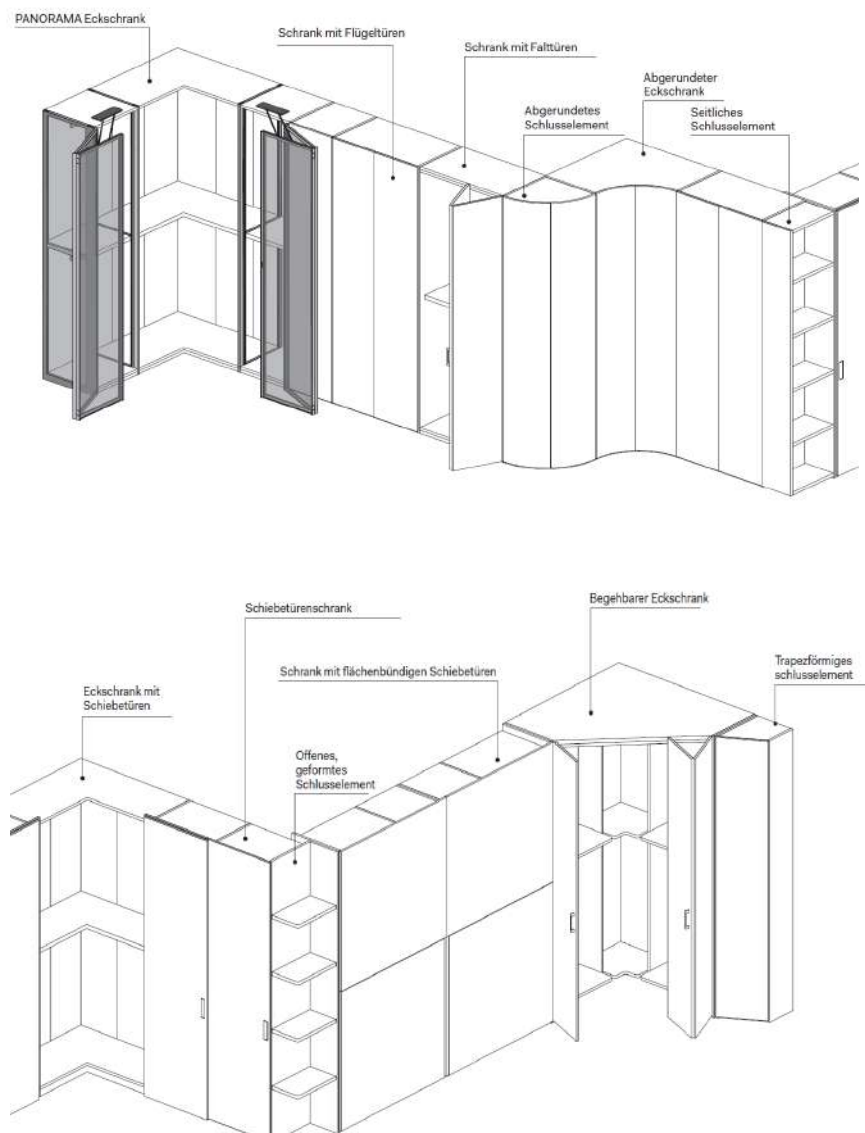 PANORAMA Eckschrank
Schrank mit Flügeltüren
Schrank mit Falttüren
Abgerundetes
Schlusselement
Abgerundeter
Eckschrank
Seitliches
Schlusselement
Eckschrank mit
Schiebetüren
Schiebetürenschrank
Offenes,
geformtes
Schlusselement
Schrank mit flächenbündigen Schiebetüren
Begehbarer Eckschrank
Trapezförmiges
schlusselement